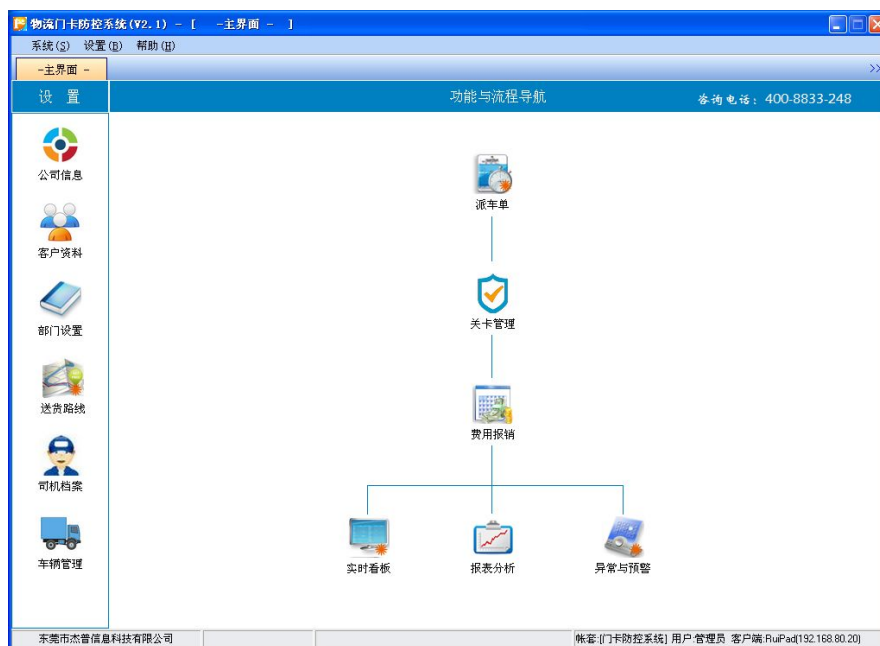 物流门卡防控系统(V2.1) - [ -主界面 - ]
系统(S) 设置(B) 帮助(H)
-主界面 -
>>
设 置
功能与流程导航
咨询电话：400-8833-248
公司信息
客户资料
部门设置
送货路线
司机档案
车辆管理
派车单
关卡管理
费用报销
实时看板
报表分析
异常与预警
东莞市杰普信息科技有限公司
帐套:[门卡防控系统] 用户:管理员 客户端:RuiPad(192.168.80.20)